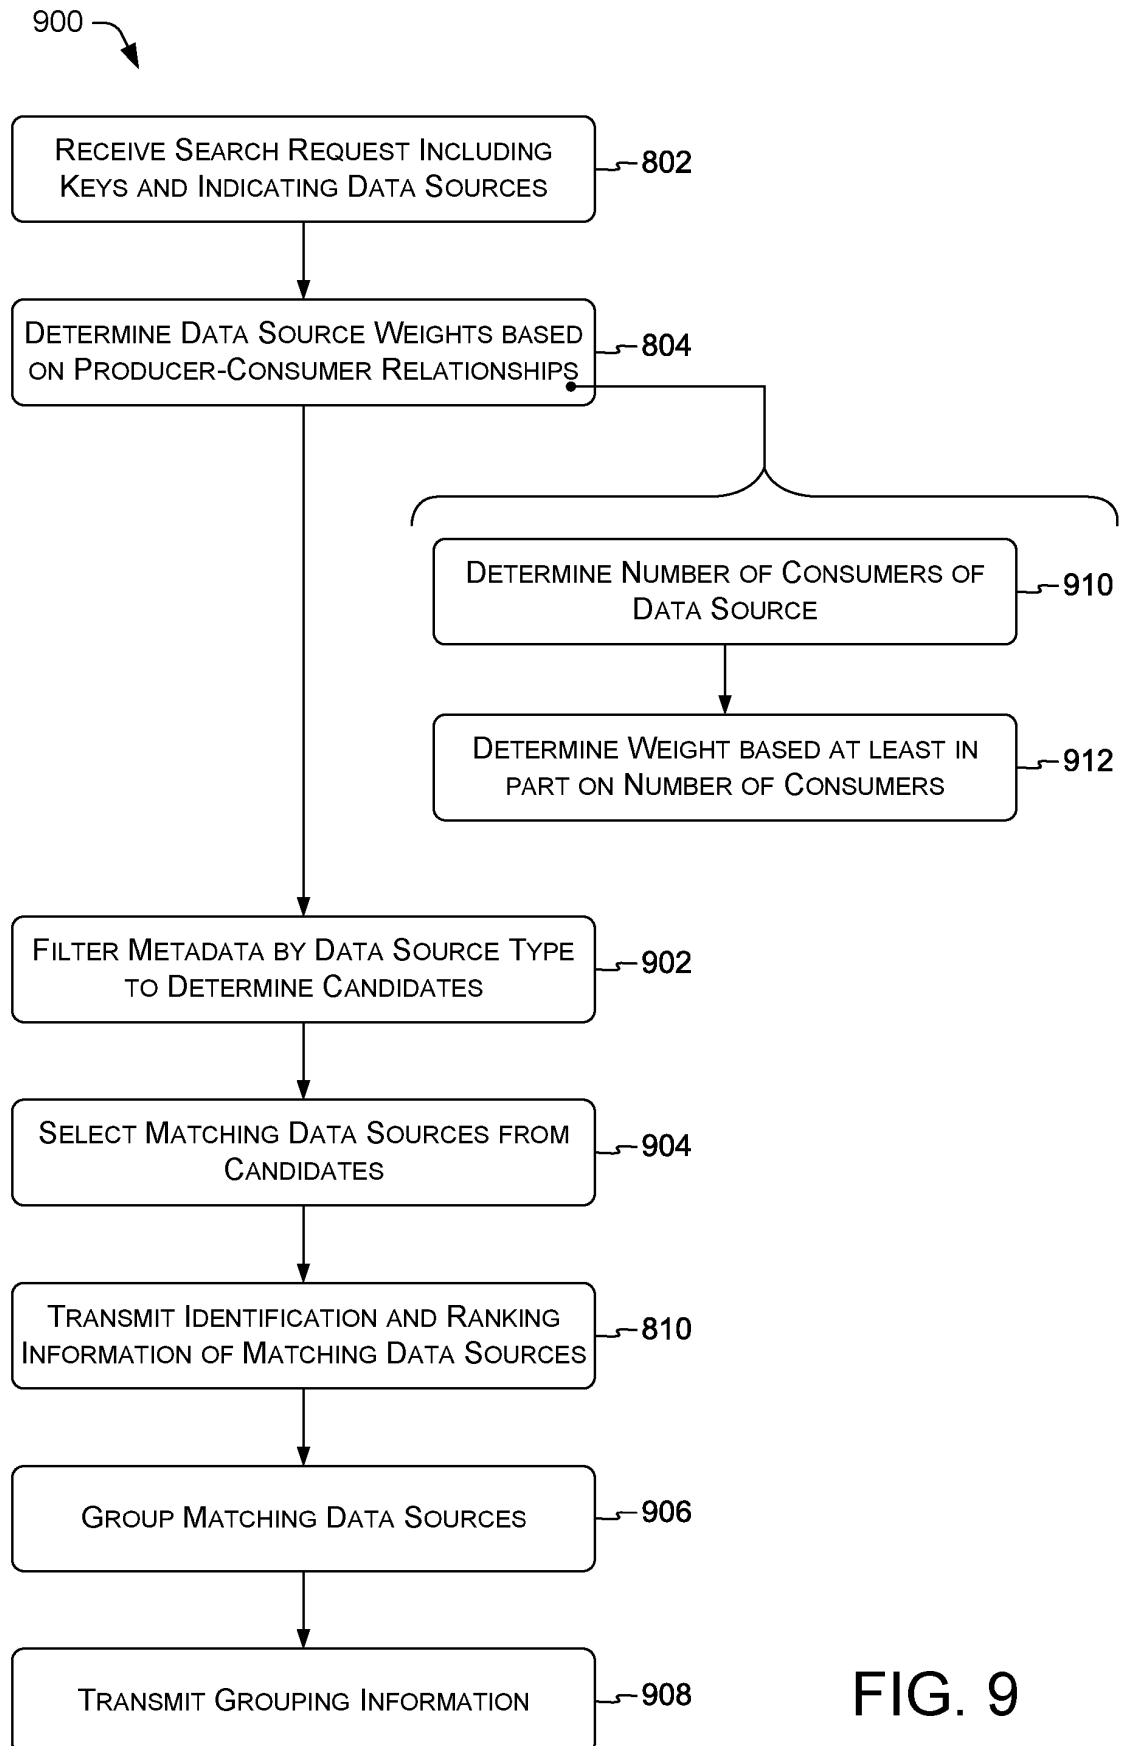 900
RECEIVE SEARCH REQUEST INCLUDING
KEYS AND INDICATING DATA SOURCES
802
DETERMINE DATA SOURCE WEIGHTS BASED
ON PRODUCER-CONSUMER RELATIONSHIPS
804
DETERMINE NUMBER OF CONSUMERS OF
DATA SOURCE
910
DETERMINE WEIGHT BASED AT LEAST IN
PART ON NUMBER OF CONSUMERS
912
FILTER METADATA BY DATA SOURCE TYPE
TO DETERMINE CANDIDATES
902
SELECT MATCHING DATA SOURCES FROM
CANDIDATES
904
TRANSMIT IDENTIFICATION AND RANKING
INFORMATION OF MATCHING DATA SOURCES
810
GROUP MATCHING DATA SOURCES
906
TRANSMIT GROUPING INFORMATION
908
FIG. 9